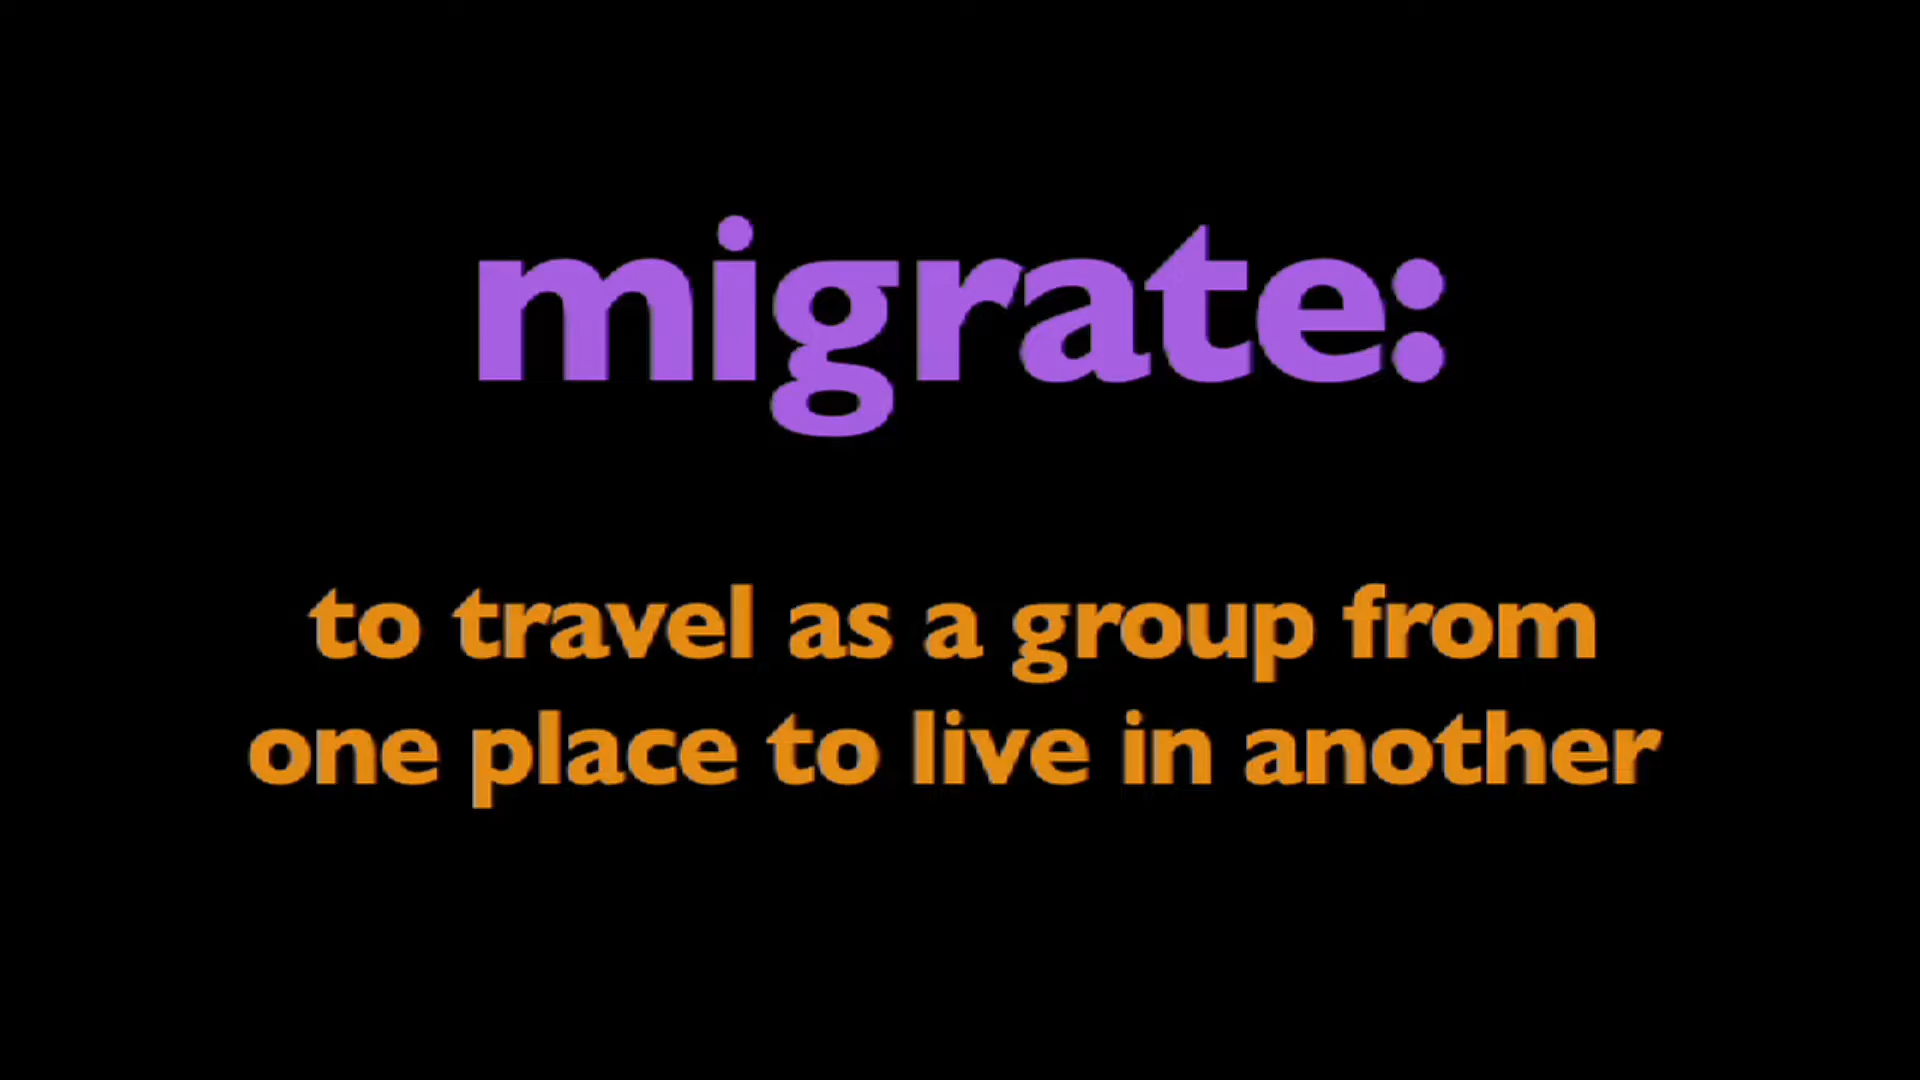 migrate:
to travel as a group from
one place to live in another